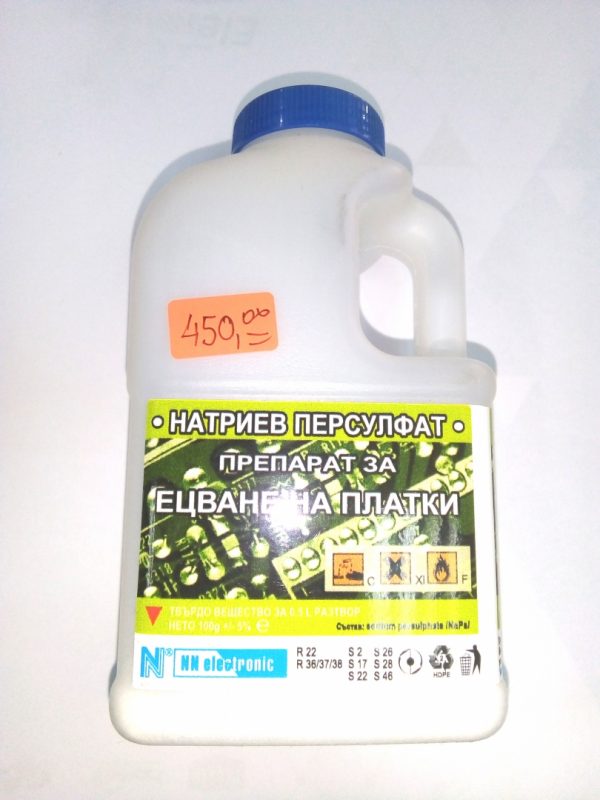 450,00
• НАТРИЕВ ПЕРСУЛФАТ •
ПРЕПАРАТ ЗА
ЕЦВАНЕ НА ПЛАТКИ
C Xi F
ТВЪРДО ВЕЩЕСТВО ЗА 0.5 L РАЗТВОР
НЕТО 100g +/- 5% ℮
Състав: sodium persulphate (NaPs)
N® NN electronic
R 22 S 2 S 26
R 36/37/38 S 17 S 28
S 22 S 46
2
HDPE